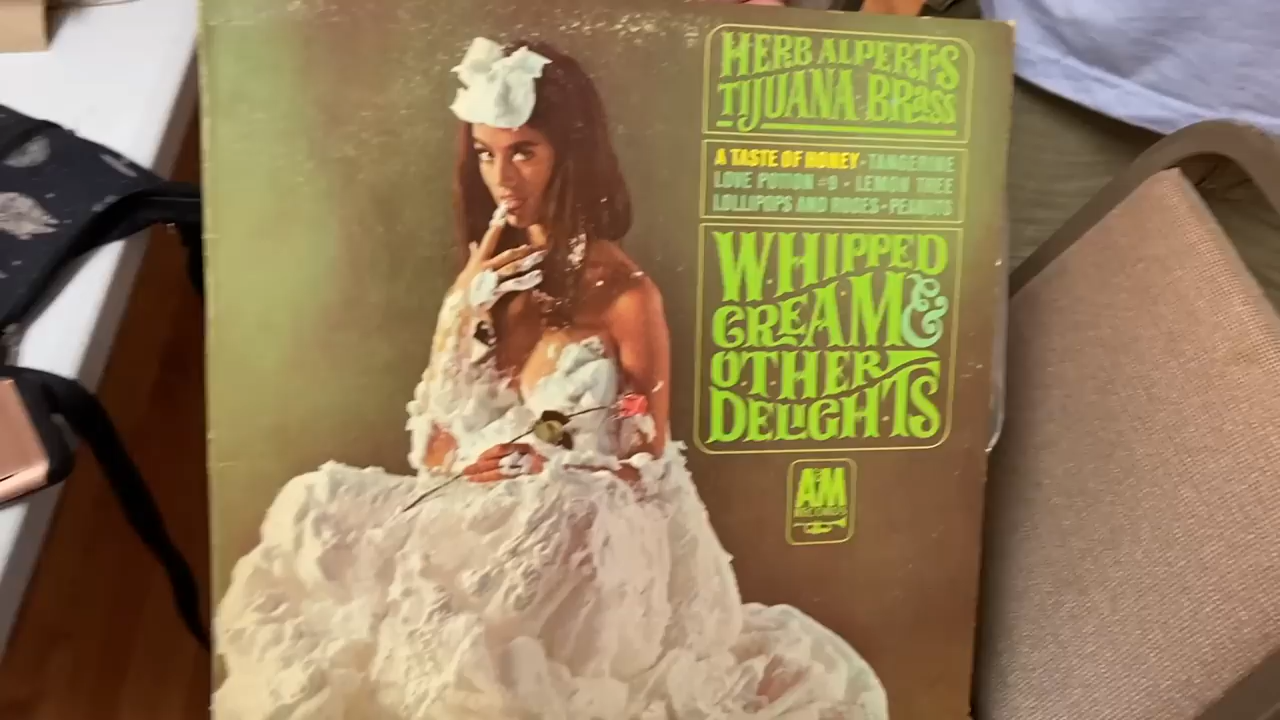 HERB ALPERT'S
TIJUANA BRASS
A TASTE OF HONEY • TANGERINE
LOVE POTION #9 • LEMON TREE
LOLLIPOPS AND ROSES • PEANUTS
WHIPPED
CREAM &
OTHER
DELIGHTS
A&M
RECORDS